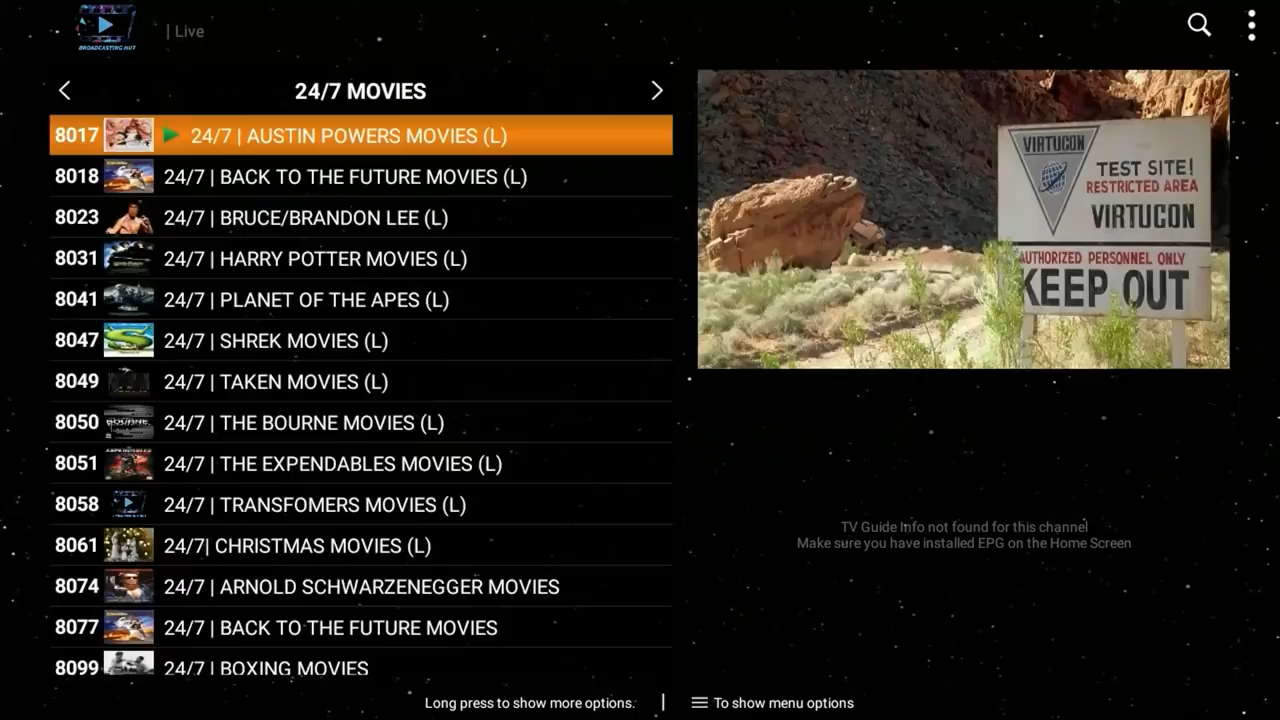 BROADCASTING HUT
| Live
24/7 MOVIES
8017 24/7 | AUSTIN POWERS MOVIES (L)
8018 24/7 | BACK TO THE FUTURE MOVIES (L)
8023 24/7 | BRUCE/BRANDON LEE (L)
8031 24/7 | HARRY POTTER MOVIES (L)
8041 24/7 | PLANET OF THE APES (L)
8047 24/7 | SHREK MOVIES (L)
8049 24/7 | TAKEN MOVIES (L)
8050 24/7 | THE BOURNE MOVIES (L)
8051 24/7 | THE EXPENDABLES MOVIES (L)
8058 24/7 | TRANSFOMERS MOVIES (L)
8061 24/7| CHRISTMAS MOVIES (L)
8074 24/7 | ARNOLD SCHWARZENEGGER MOVIES
8077 24/7 | BACK TO THE FUTURE MOVIES
8099 24/7 | BOXING MOVIES
VIRTUCON
TEST SITE!
RESTRICTED AREA
VIRTUCON
AUTHORIZED PERSONNEL ONLY
KEEP OUT
TV Guide Info not found for this channel
Make sure you have installed EPG on the Home Screen
Long press to show more options. | To show menu options